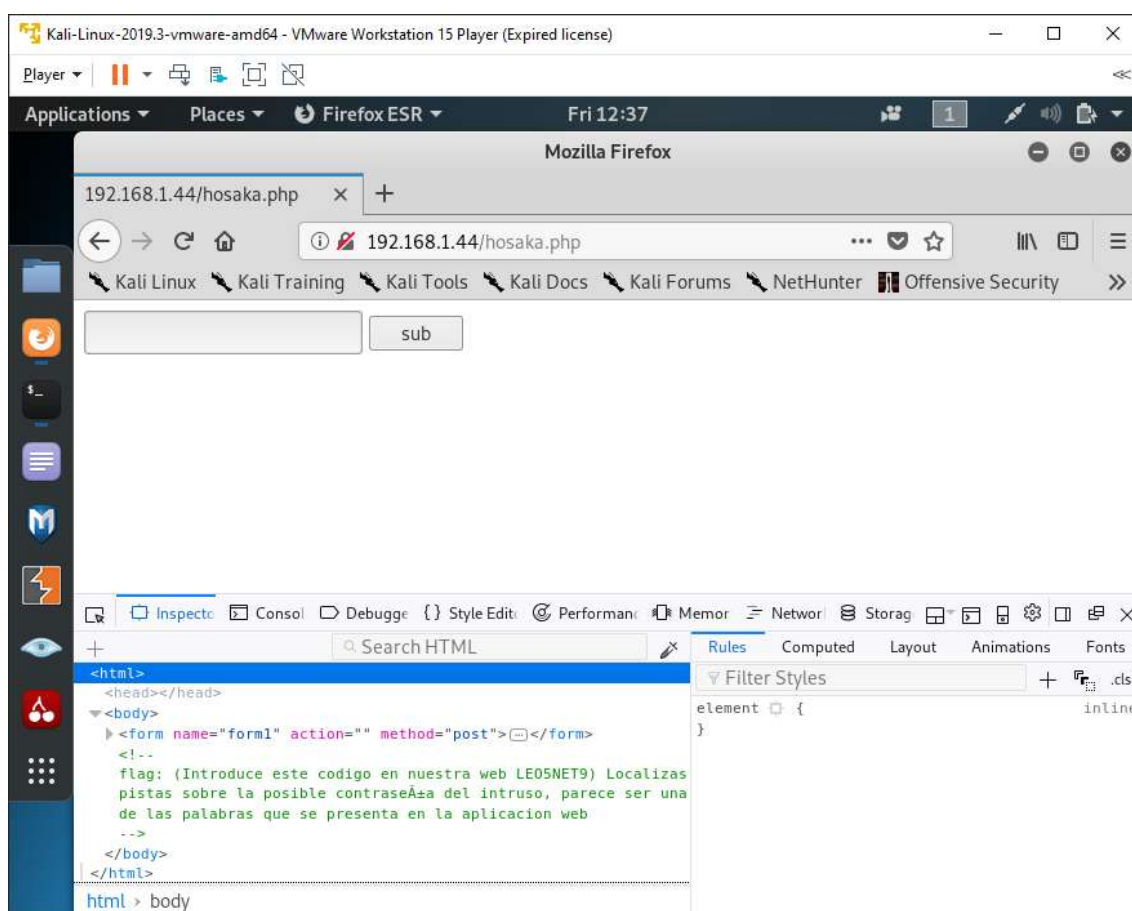 Kali-Linux-2019.3-vmware-amd64 - VMware Workstation 15 Player (Expired license)
Player
Applications Places Firefox ESR Fri 12:37 1
Mozilla Firefox
192.168.1.44/hosaka.php
192.168.1.44/hosaka.php
Kali Linux Kali Training Kali Tools Kali Docs Kali Forums NetHunter Offensive Security
sub
Inspecto Consol Debugge {} Style Edit Performan Memor Networ Storag
Search HTML Rules Computed Layout Animations Fonts
<html> Filter Styles + .cls
<head></head>
<body> element { inline
<form name="form1" action="" method="post"></form> }
<!--
flag: (Introduce este codigo en nuestra web LEO5NET9) Localizas
pistas sobre la posible contraseÃ±a del intruso, parece ser una
de las palabras que se presenta en la aplicacion web
-->
</body>
</html>
html > body